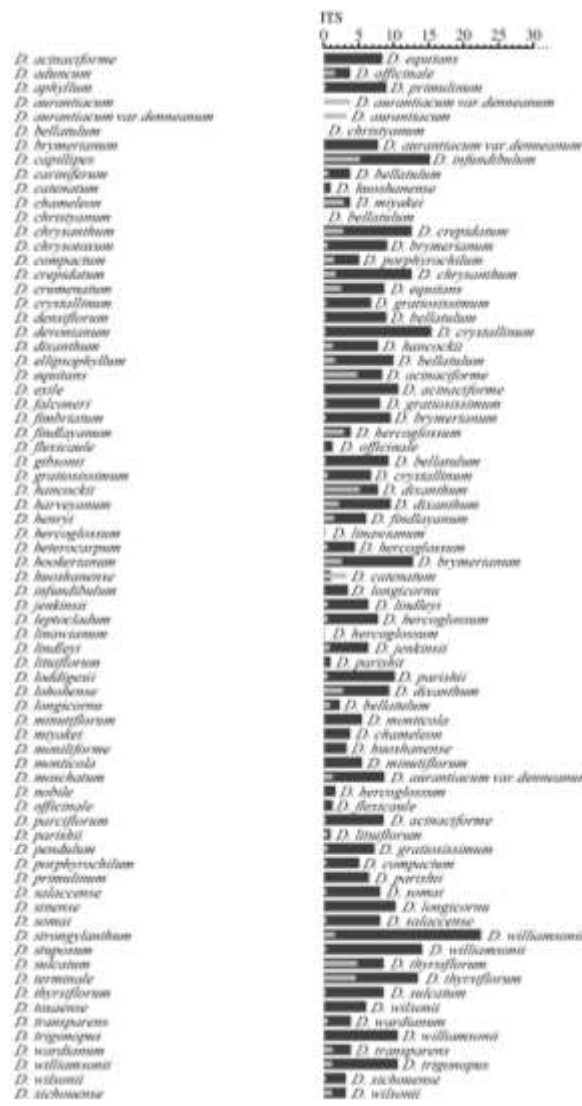 ITS
0 5 10 15 20 25 30
D. acinaciforme D. equitans
D. aduncum D. officinale
D. aphyllum D. primulinum
D. aurantiacum D. aurantiacum var.denneanum
D. aurantiacum var.denneanum D. aurantiacum
D. bellatulum D. christyanum
D. brymerianum D. aurantiacum var.denneanum
D. capillipes D. infundibulum
D. cariniferum D. bellatulum
D. catenatum D. huoshanense
D. chameleon D. miyakei
D. christyanum D. bellatulum
D. chrysanthum D. crepidatum
D. chrysotoxum D. brymerianum
D. compactum D. porphyrochilum
D. crepidatum D. chrysanthum
D. crumenatum D. equitans
D. crystallinum D. gratiosissimum
D. densiflorum D. bellatulum
D. devonianum D. crystallinum
D. dixanthum D. hancockii
D. ellipsophyllum D. bellatulum
D. equitans D. acinaciforme
D. exile D. acinaciforme
D. falconeri D. gratiosissimum
D. fimbriatum D. brymerianum
D. findlayanum D. hercoglossum
D. flexicaule D. officinale
D. gibsonii D. bellatulum
D. gratiosissimum D. crystallinum
D. hancockii D. dixanthum
D. harveyanum D. dixanthum
D. henryi D. findlayanum
D. hercoglossum D. linawianum
D. heterocarpum D. hercoglossum
D. hookerianum D. brymerianum
D. huoshanense D. catenatum
D. infundibulum D. longicornu
D. jenkinsii D. lindleyi
D. leptocladum D. hercoglossum
D. linawianum D. hercoglossum
D. lindleyi D. jenkinsii
D. lituiflorum D. parishii
D. loddigesii D. parishii
D. lohohense D. dixanthum
D. longicornu D. bellatulum
D. minutiflorum D. monticola
D. miyakei D. chameleon
D. moniliforme D. huoshanense
D. monticola D. minutiflorum
D. moschatum D. aurantiacum var.denneanum
D. nobile D. hercoglossum
D. officinale D. flexicaule
D. parciflorum D. acinaciforme
D. parishii D. lituiflorum
D. pendulum D. gratiosissimum
D. porphyrochilum D. compactum
D. primulinum D. parishii
D. salaccense D. somai
D. sinense D. longicornu
D. somai D. salaccense
D. strongylanthum D. williamsonii
D. stuposum D. williamsonii
D. sulcatum D. thyrsiflorum
D. terminale D. thyrsiflorum
D. thyrsiflorum D. sulcatum
D. tosaense D. wilsonii
D. transparens D. wardianum
D. trigonopus D. williamsonii
D. wardianum D. transparens
D. williamsonii D. trigonopus
D. wilsonii D. xichouense
D. xichouense D. wilsonii